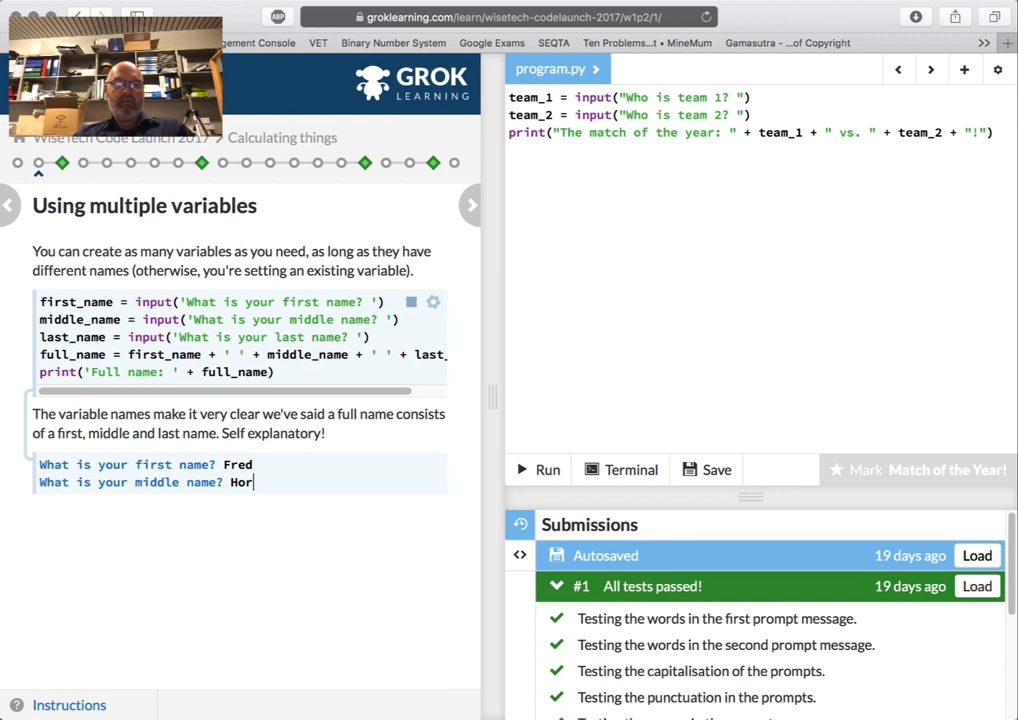 ABP
groklearning.com/learn/wisetech-codelaunch-2017/w1p2/1/
gement Console VET Binary Number System Google Exams SEQTA Ten Problems...t • MineMum Gamasutra - ...of Copyright
GROK
LEARNING
WiseTech Code Launch 2017 Calculating things
Using multiple variables
You can create as many variables as you need, as long as they have
different names (otherwise, you're setting an existing variable).
first_name = input('What is your first name? ')
middle_name = input('What is your middle name? ')
last_name = input('What is your last name? ')
full_name = first_name + ' ' + middle_name + ' ' + last_
print('Full name: ' + full_name)
The variable names make it very clear we've said a full name consists
of a first, middle and last name. Self explanatory!
What is your first name? Fred
What is your middle name? Hor
Instructions
program.py
team_1 = input("Who is team 1? ")
team_2 = input("Who is team 2? ")
print("The match of the year: " + team_1 + " vs. " + team_2 + "!")
Run Terminal Save Mark Match of the Year!
Submissions
Autosaved 19 days ago Load
#1 All tests passed! 19 days ago Load
Testing the words in the first prompt message.
Testing the words in the second prompt message.
Testing the capitalisation of the prompts.
Testing the punctuation in the prompts.